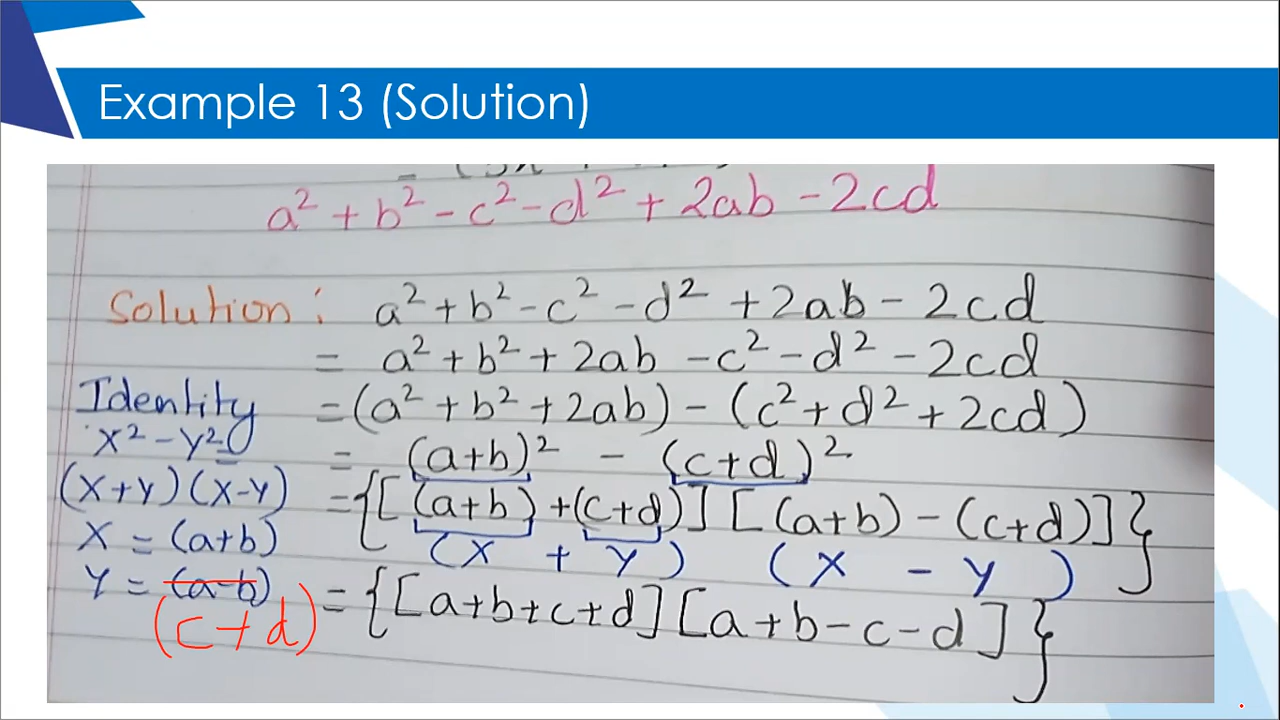 Example 13 (Solution)
a² + b² - c² - d² + 2ab - 2cd
Solution : a² + b² - c² - d² + 2ab - 2cd
= a² + b² + 2ab - c² - d² - 2cd
Identity
= (a² + b² + 2ab) - (c² + d² + 2cd)
x² - y² =
= (a+b)² - (c+d)²
(x+y) (x-y)
= {[(a+b) + (c+d)] [(a+b) - (c+d)]}
x = (a+b)
(x + y) (x - y)
y = (a-b)
(c+d)
= {[a+b+c+d] [a+b-c-d]}